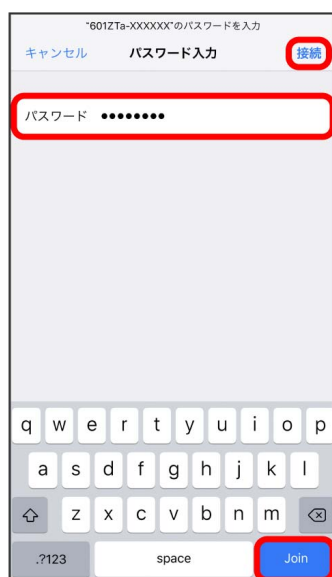 "601ZTa-XXXXXX"のパスワードを入力
キャンセル パスワード入力 接続
パスワード ●●●●●●●●
q w e r t y u i o p
a s d f g h j k l
z x c v b n m
.?123 space Join